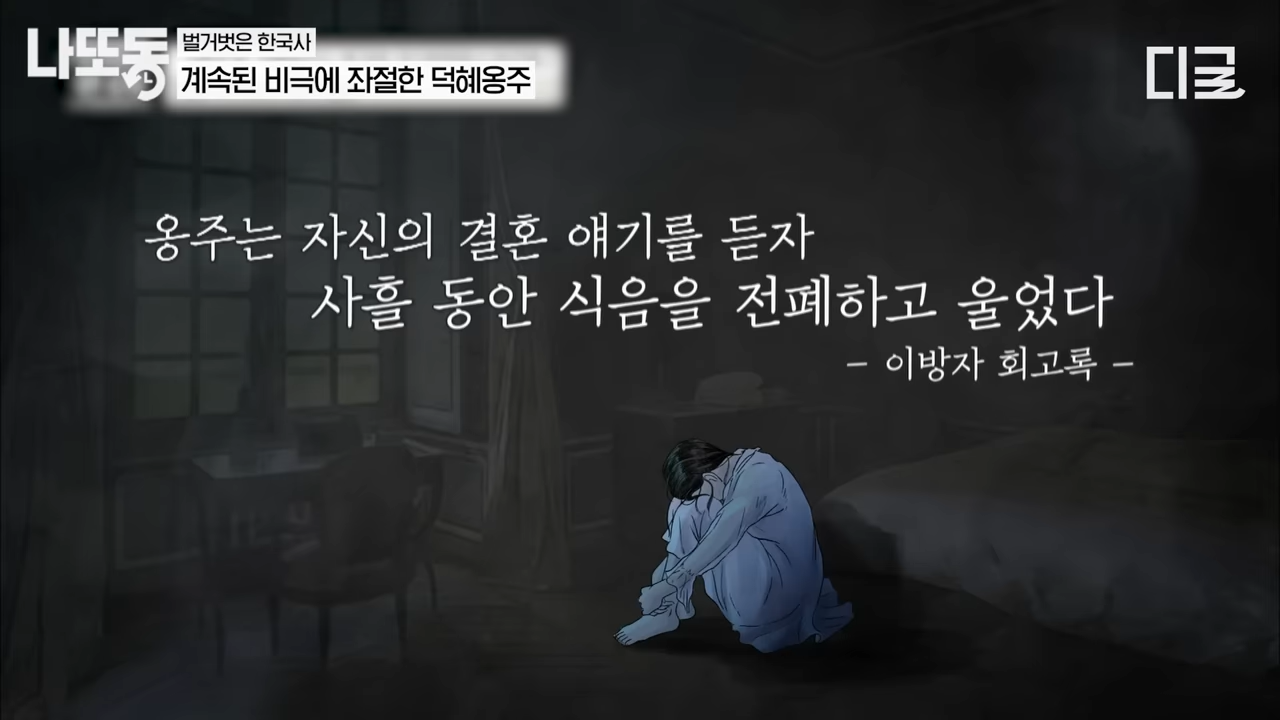 나또동
벌거벗은 한국사
계속된 비극에 좌절한 덕혜옹주
디글
옹주는 자신의 결혼 얘기를 듣자
사흘 동안 식음을 전폐하고 울었다
– 이방자 회고록 –